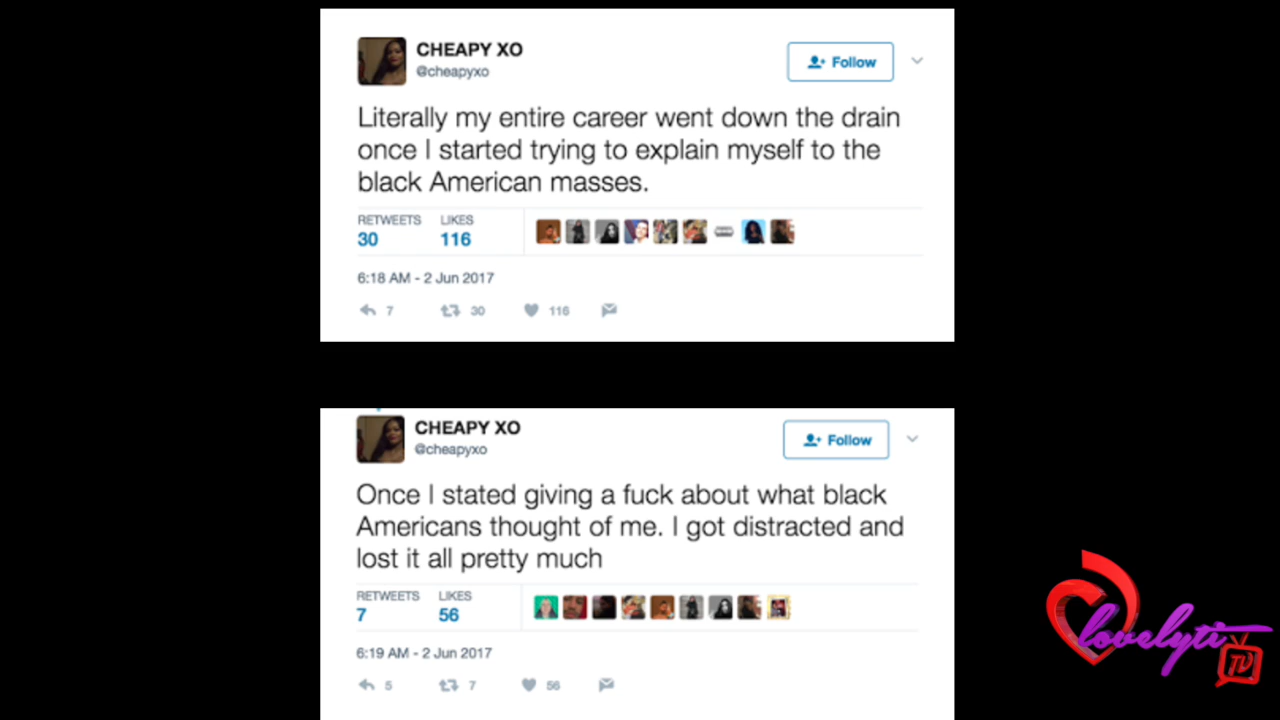 CHEAPY XO
@cheapyxo
Follow
Literally my entire career went down the drain
once I started trying to explain myself to the
black American masses.
RETWEETS LIKES
30 116
6:18 AM - 2 Jun 2017
7 30 116
CHEAPY XO
@cheapyxo
Follow
Once I stated giving a fuck about what black
Americans thought of me. I got distracted and
lost it all pretty much
RETWEETS LIKES
7 56
6:19 AM - 2 Jun 2017
5 7 56
lovelyti
TV